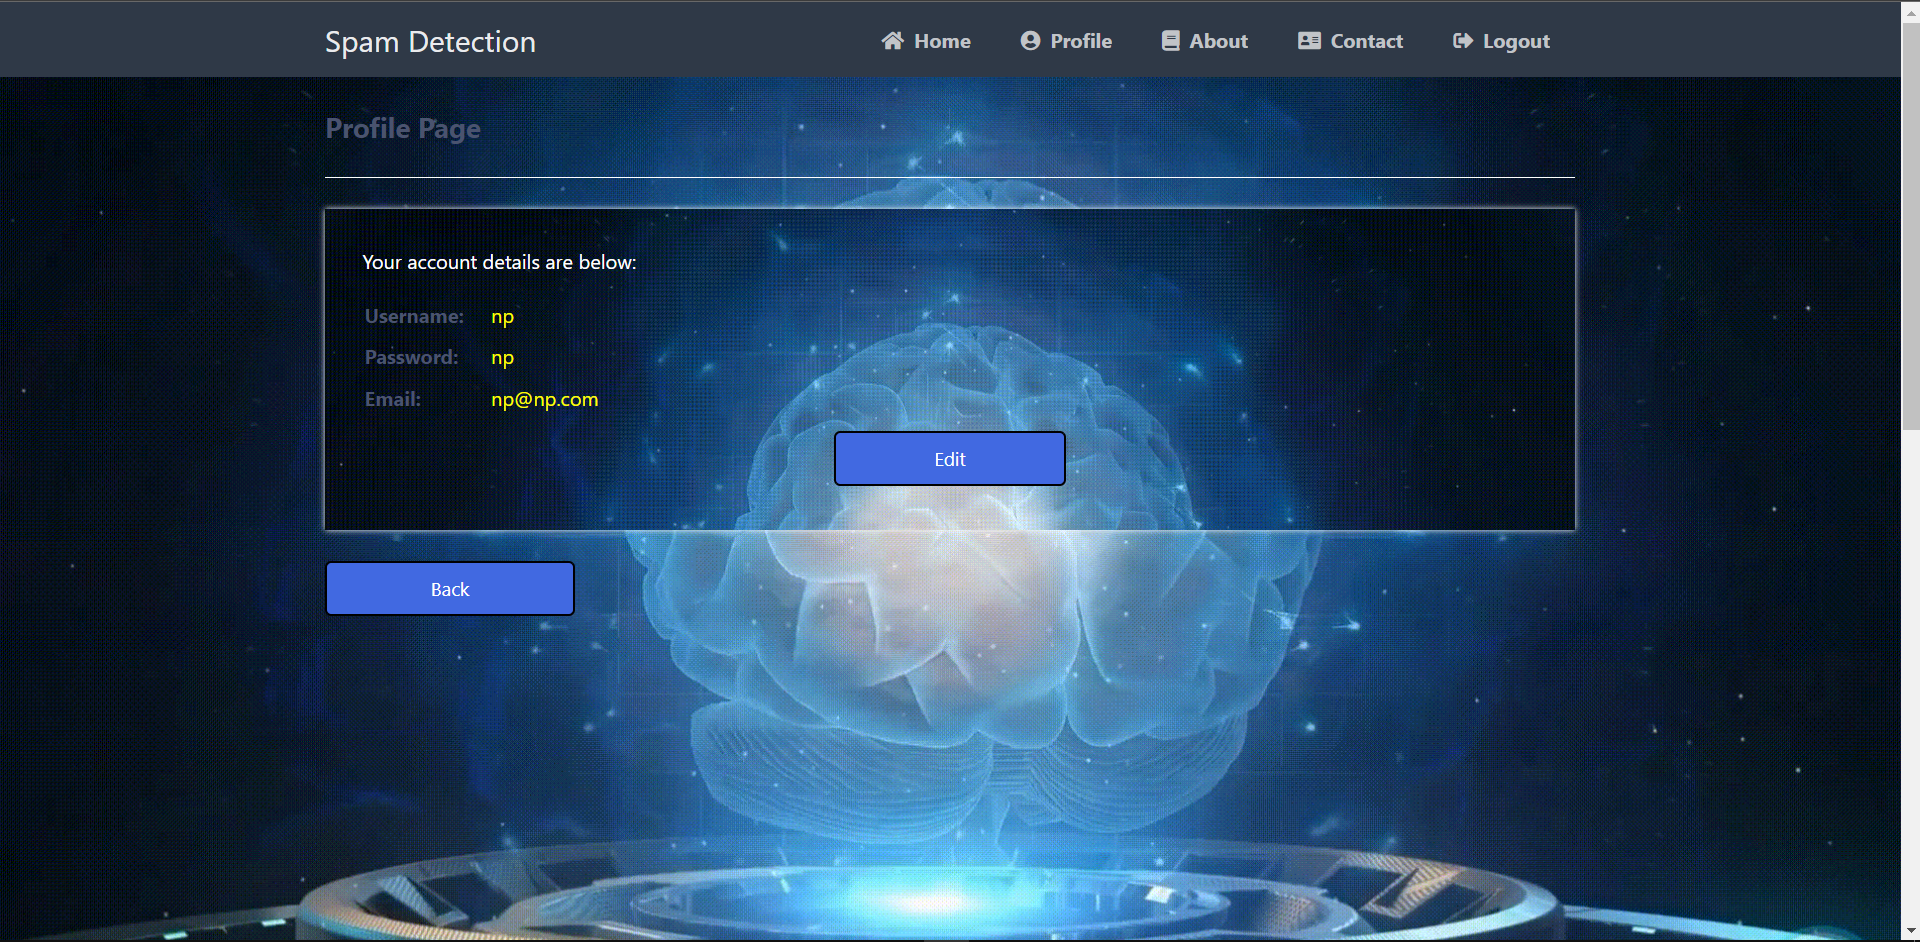 Spam Detection
Home Profile About Contact Logout
Profile Page
Your account details are below:
Username: np
Password: np
Email: np@np.com
Edit
Back